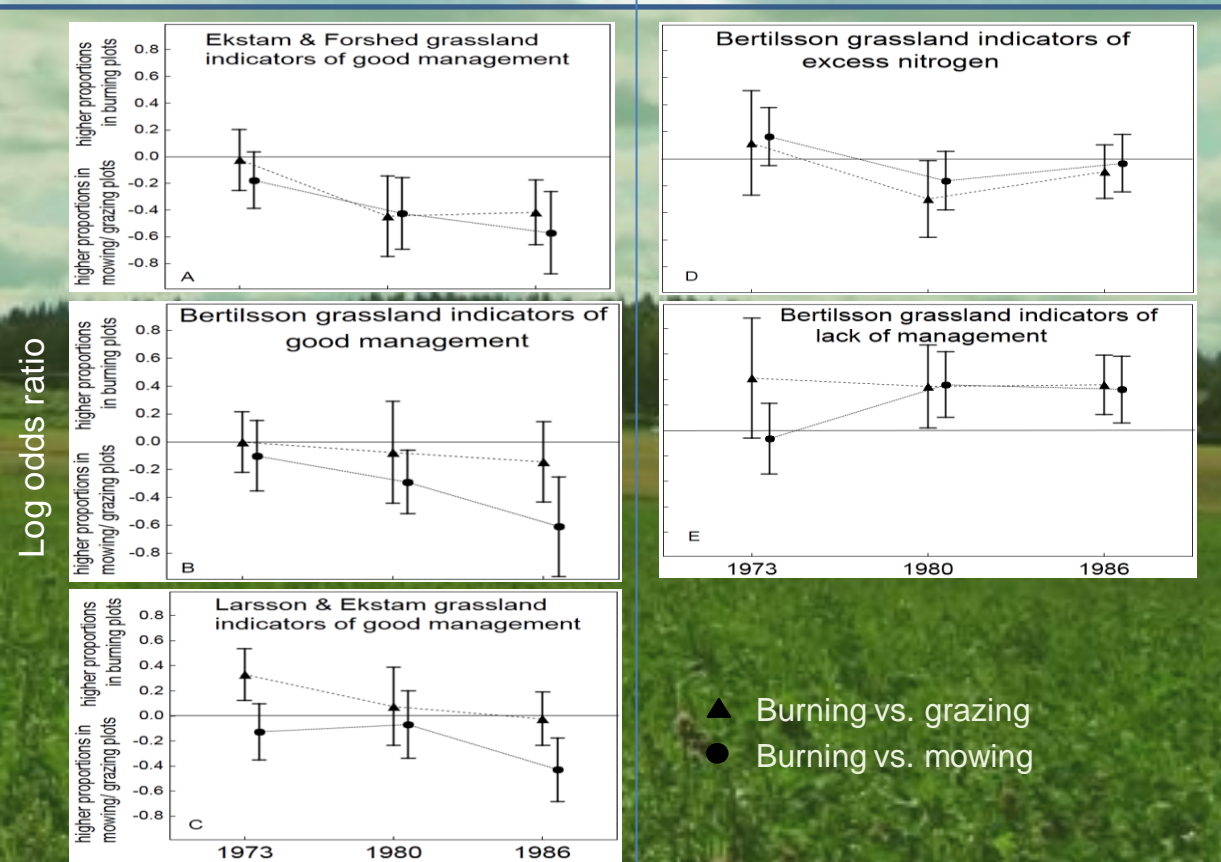 Log odds ratio
higher proportions
in burning plots
higher proportions in
mowing/ grazing plots
0.8
0.6
0.4
0.2
0.0
-0.2
-0.4
-0.6
-0.8
Ekstam & Forshed grassland
indicators of good management
A
higher proportions
in burning plots
higher proportions in
mowing/ grazing plots
0.8
0.6
0.4
0.2
0.0
-0.2
-0.4
-0.6
-0.8
Bertilsson grassland indicators of
good management
B
higher proportions
in burning plots
higher proportions in
mowing/ grazing plots
0.8
0.6
0.4
0.2
0.0
-0.2
-0.4
-0.6
-0.8
Larsson & Ekstam grassland
indicators of good management
C
1973 1980 1986
Bertilsson grassland indicators of
excess nitrogen
D
Bertilsson grassland indicators of
lack of management
E
1973 1980 1986
Burning vs. grazing
Burning vs. mowing